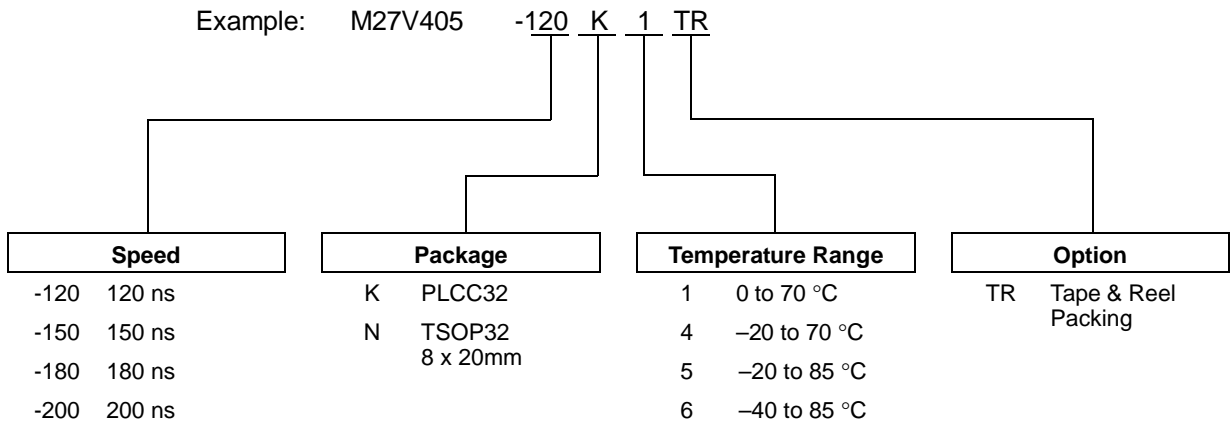 Example: M27V405 -120 K 1 TR
Speed
-120 120 ns
-150 150 ns
-180 180 ns
-200 200 ns
Package
K PLCC32
N TSOP32
8 x 20mm
Temperature Range
1 0 to 70 °C
4 –20 to 70 °C
5 –20 to 85 °C
6 –40 to 85 °C
Option
TR Tape & Reel
Packing